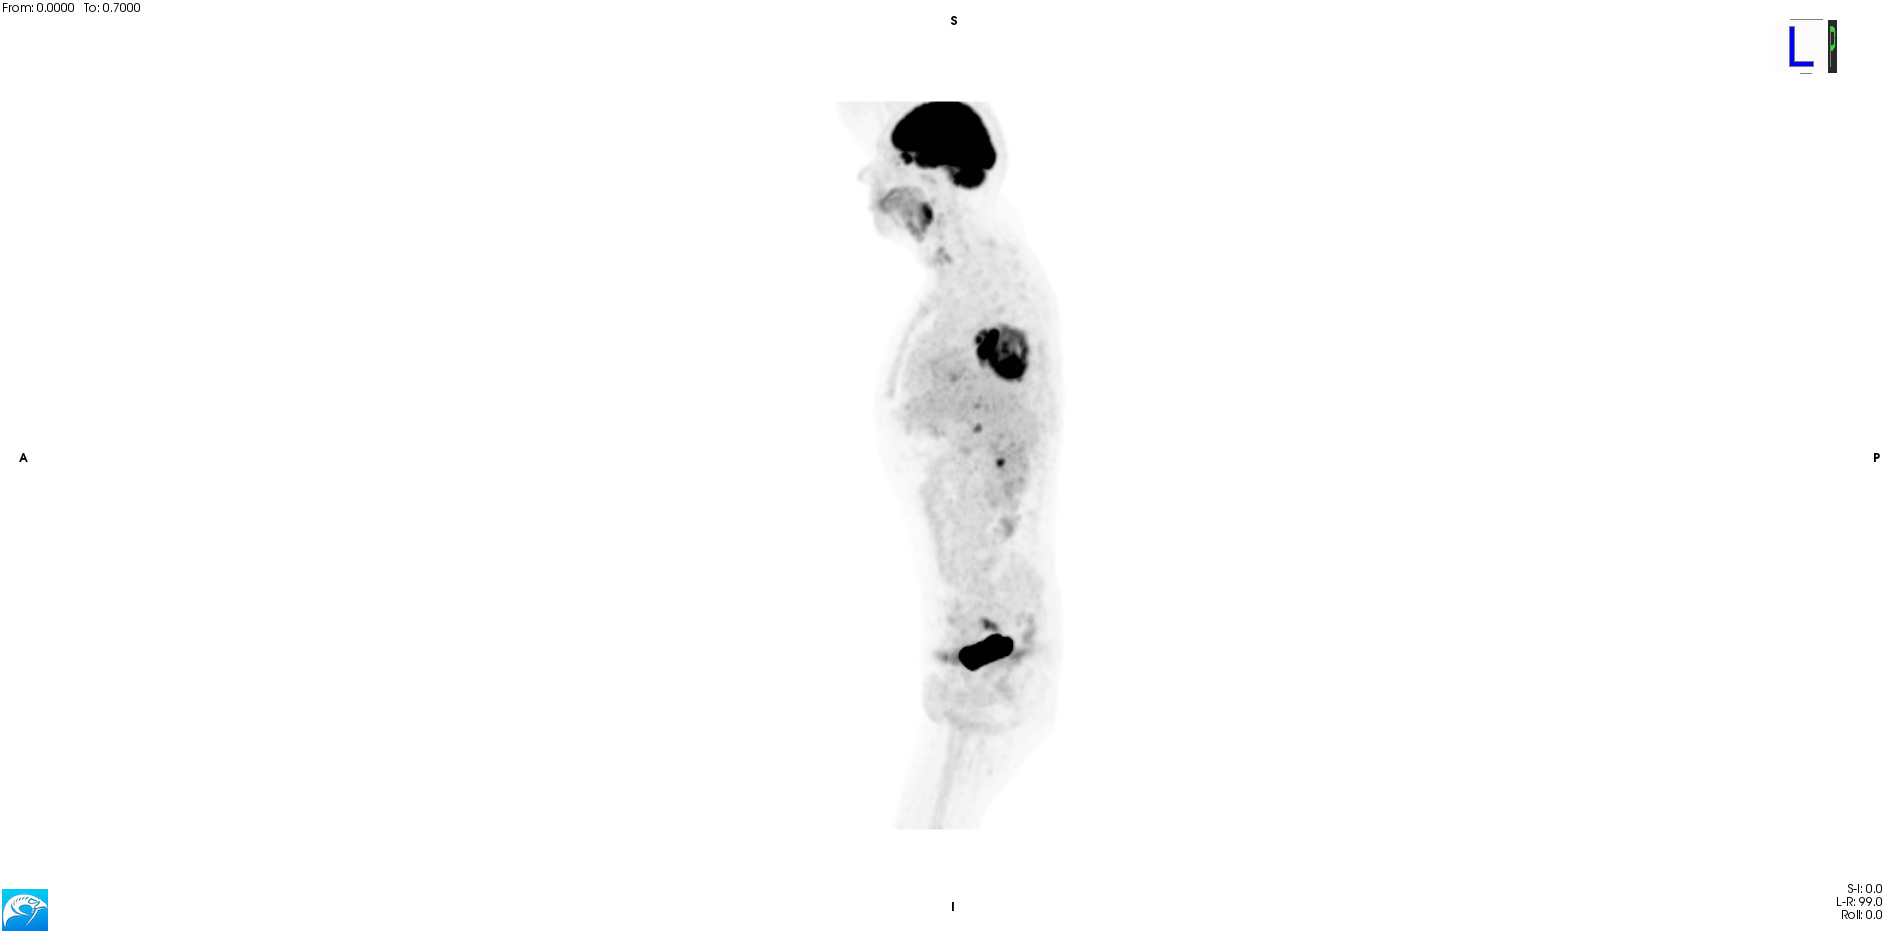 From: 0.0000 To: 0.7000
S
L P
A
P
I
S-I: 0.0
L-R: 99.0
Roll: 0.0